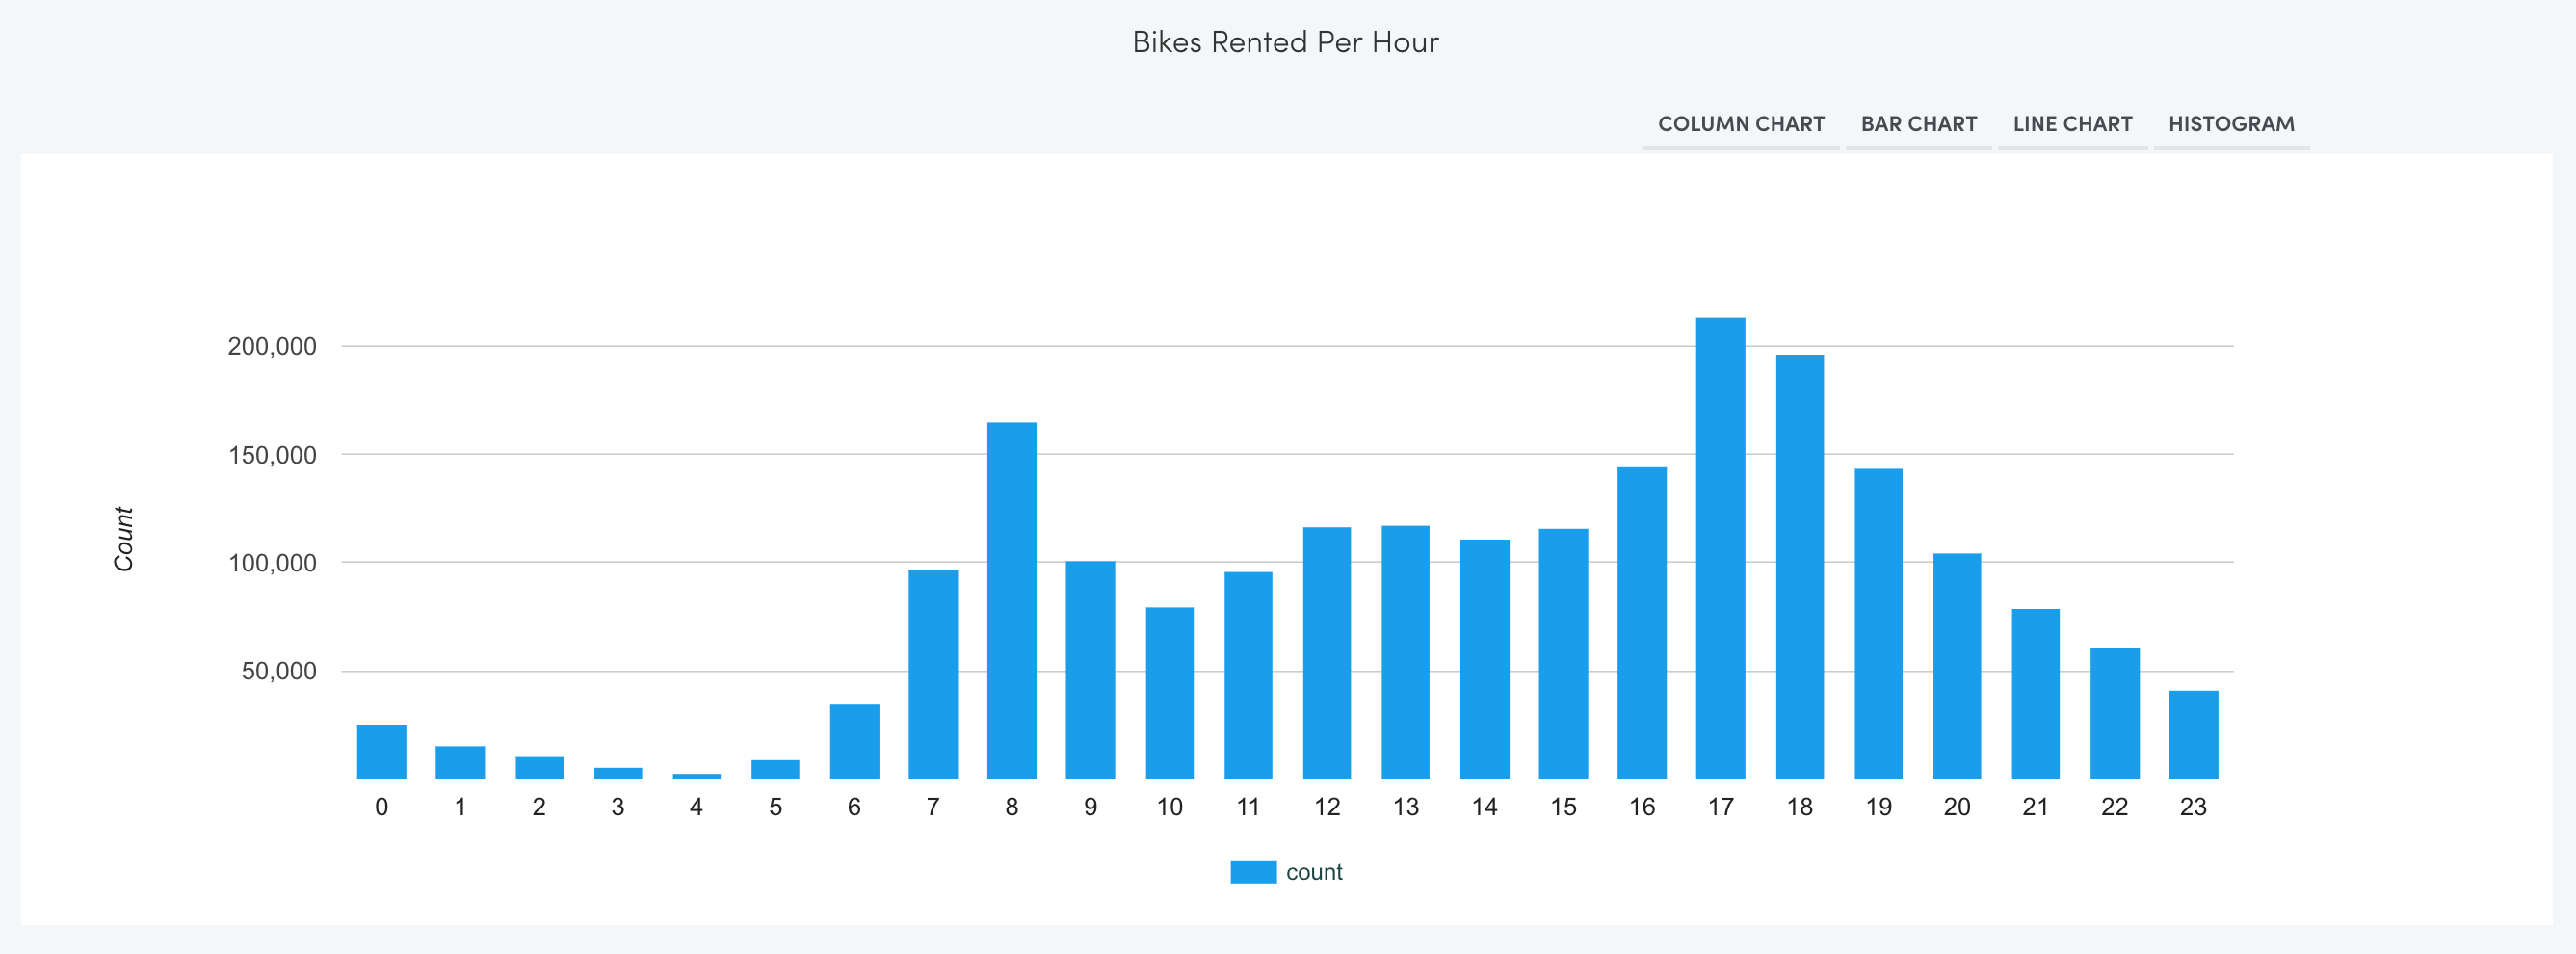 Bikes Rented Per Hour
COLUMN CHART BAR CHART LINE CHART HISTOGRAM
200,000
150,000
100,000
50,000
Count
0 1 2 3 4 5 6 7 8 9 10 11 12 13 14 15 16 17 18 19 20 21 22 23
count